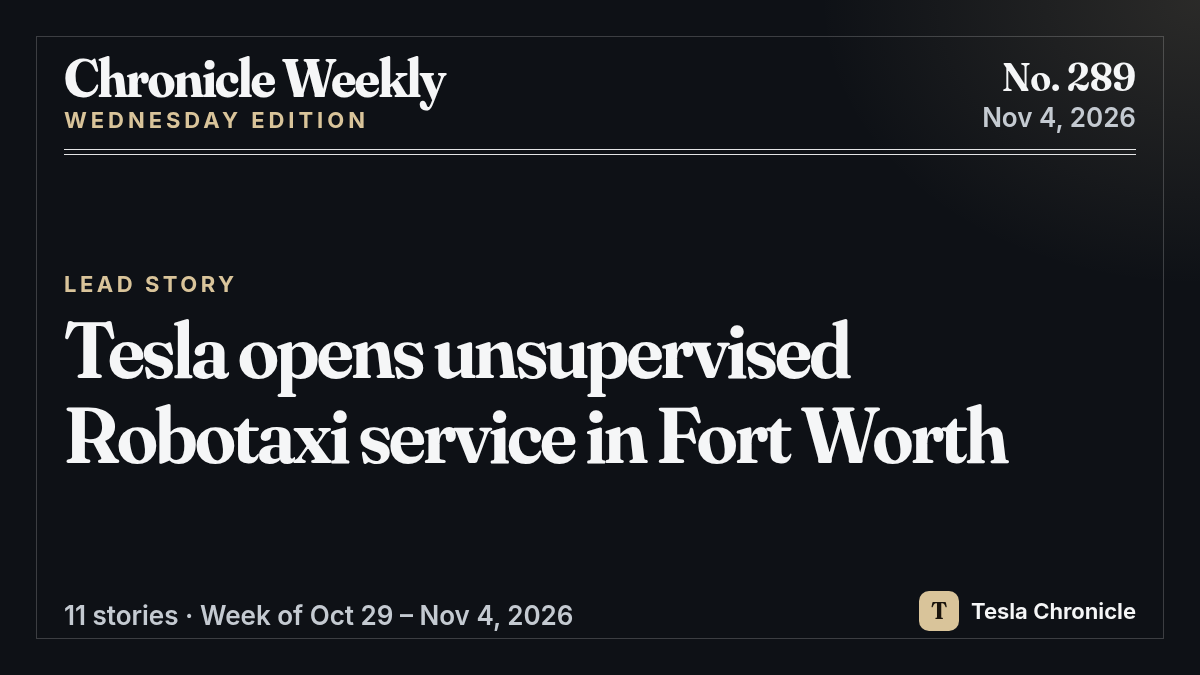 Chronicle Weekly
WEDNESDAY EDITION
No. 289
Nov 4, 2026
LEAD STORY
Tesla opens unsupervised
Robotaxi service in Fort Worth
11 stories · Week of Oct 29 – Nov 4, 2026
T
Tesla Chronicle